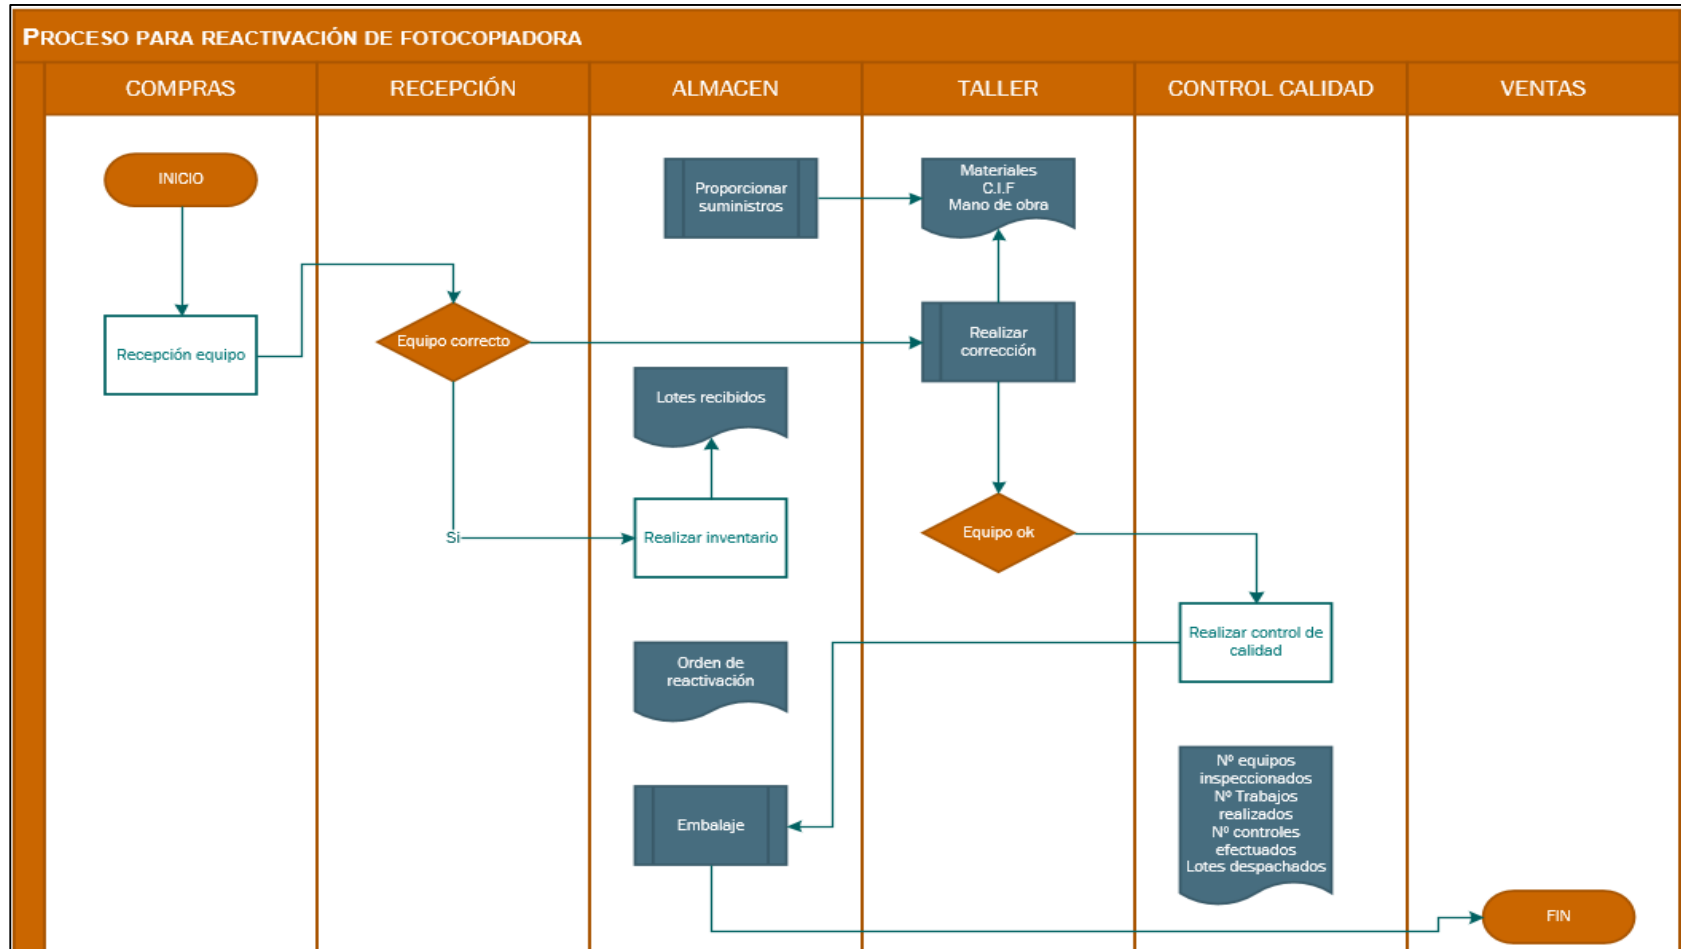 PROCESO PARA REACTIVACIÓN DE FOTOCOPIADORA
COMPRAS
RECEPCIÓN
ALMACEN
TALLER
CONTROL CALIDAD
VENTAS
INICIO
Proporcionar
suministros
Materiales
C.I.F
Mano de obra
Recepción equipo
Equipo correcto
Realizar
corrección
Lotes recibidos
Si
Realizar inventario
Equipo ok
Realizar control de
calidad
Orden de
reactivación
Embalaje
Nº equipos
inspeccionados
Nº Trabajos
realizados
Nº controles
efectuados
Lotes despachados
FIN